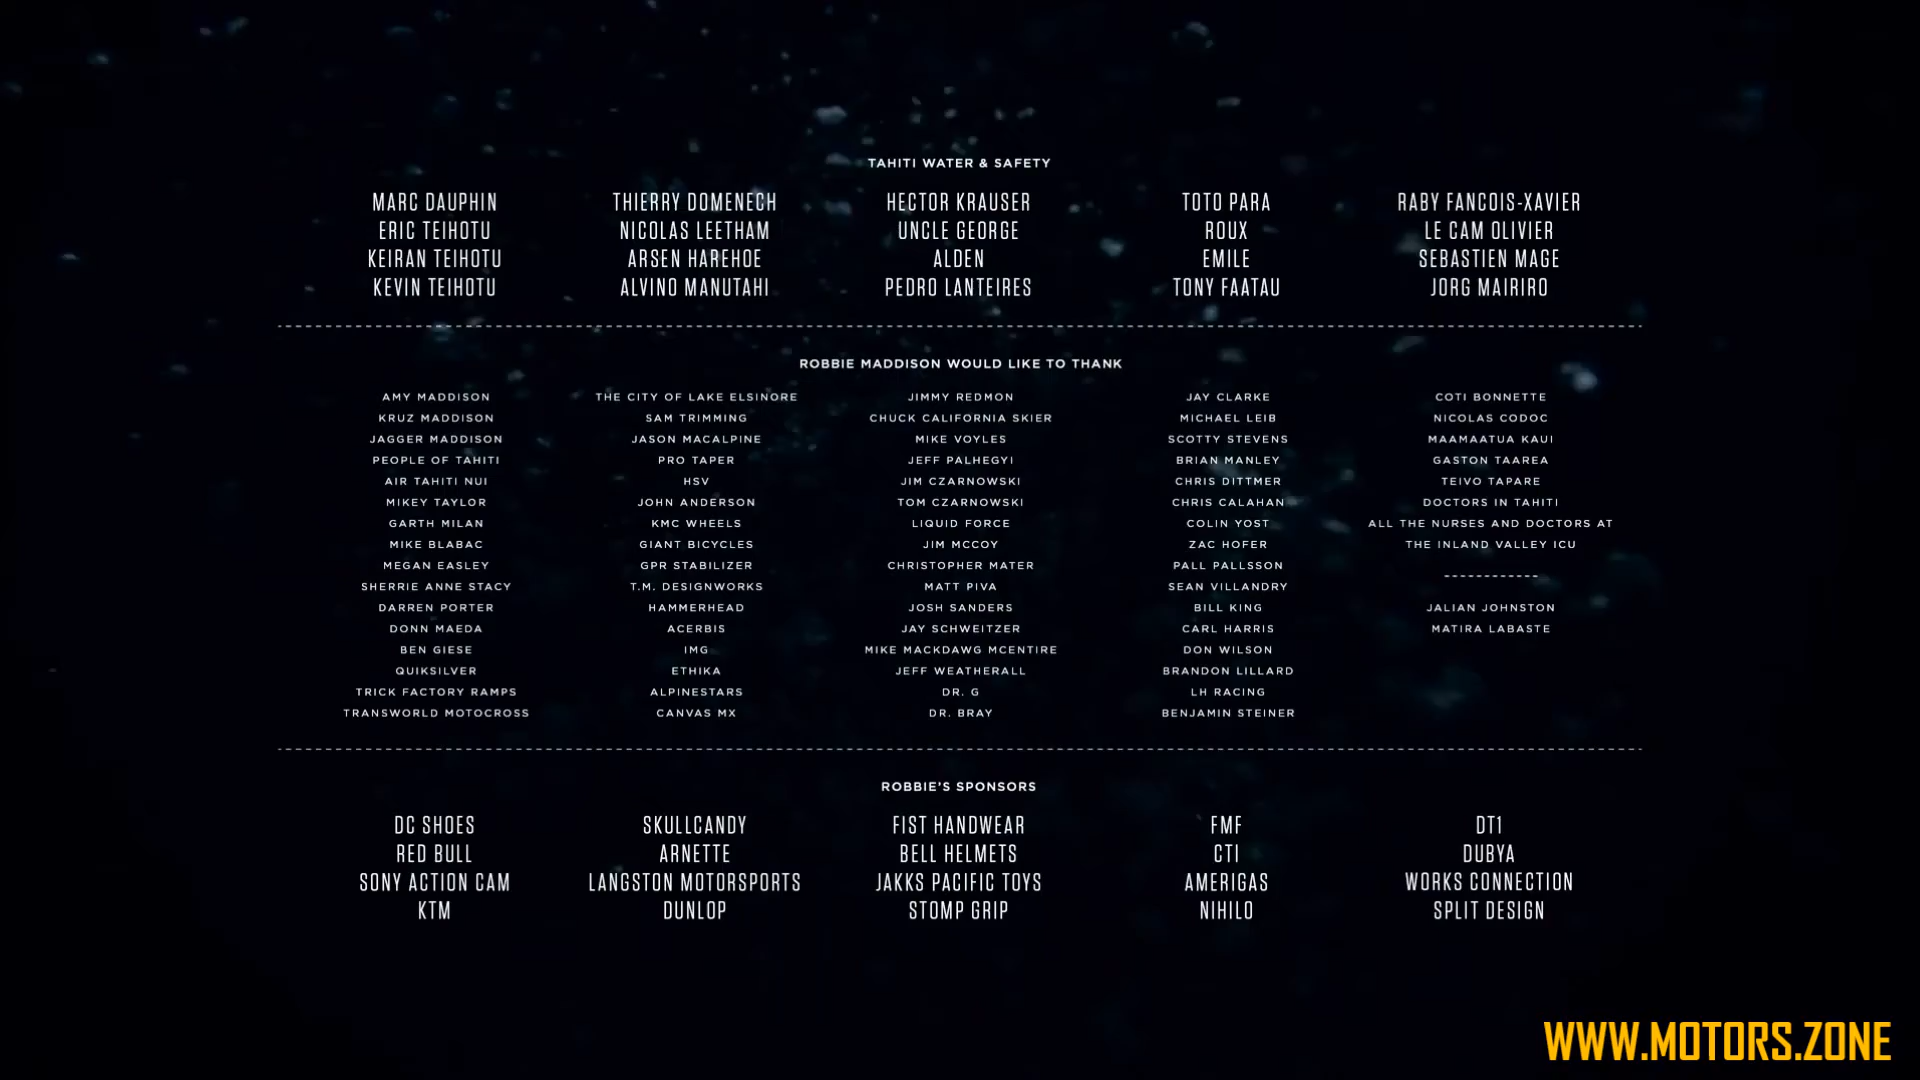 TAHITI WATER & SAFETY
MARC DAUPHIN
ERIC TEIHOTU
KEIRAN TEIHOTU
KEVIN TEIHOTU
THIERRY DOMENECH
NICOLAS LEETHAM
ARSEN HAREHOE
ALVINO MANUTAHI
HECTOR KRAUSER
UNCLE GEORGE
ALDEN
PEDRO LANTEIRES
TOTO PARA
ROUX
EMILE
TONY FAATAU
RABY FANCOIS-XAVIER
LE CAM OLIVIER
SEBASTIEN MAGE
JORG MAIRIRO
ROBBIE MADDISON WOULD LIKE TO THANK
AMY MADDISON
KRUZ MADDISON
JAGGER MADDISON
PEOPLE OF TAHITI
AIR TAHITI NUI
MIKEY TAYLOR
GARTH MILAN
MIKE BLABAC
MEGAN EASLEY
SHERRIE ANNE STACY
DARREN PORTER
DONN MAEDA
BEN GIESE
QUIKSILVER
TRICK FACTORY RAMPS
TRANSWORLD MOTOCROSS
THE CITY OF LAKE ELSINORE
SAM TRIMMING
JASON MACALPINE
PRO TAPER
HSV
JOHN ANDERSON
KMC WHEELS
GIANT BICYCLES
GPR STABILIZER
T.M. DESIGNWORKS
HAMMERHEAD
ACERBIS
IMG
ETHIKA
ALPINESTARS
CANVAS MX
JIMMY REDMON
CHUCK CALIFORNIA SKIER
MIKE VOYLES
JEFF PALHEGYI
JIM CZARNOWSKI
TOM CZARNOWSKI
LIQUID FORCE
JIM MCCOY
CHRISTOPHER MATER
MATT PIVA
JOSH SANDERS
JAY SCHWEITZER
MIKE MACKDAWG MCENTIRE
JEFF WEATHERALL
DR. G
DR. BRAY
JAY CLARKE
MICHAEL LEIB
SCOTTY STEVENS
BRIAN MANLEY
CHRIS DITTMER
CHRIS CALAHAN
COLIN YOST
ZAC HOFER
PALL PALLSSON
SEAN VILLANDRY
BILL KING
CARL HARRIS
DON WILSON
BRANDON LILLARD
LH RACING
BENJAMIN STEINER
COTI BONNETTE
NICOLAS CODOC
MAAMAATUA KAUI
GASTON TAAREA
TEIVO TAPARE
DOCTORS IN TAHITI
ALL THE NURSES AND DOCTORS AT
THE INLAND VALLEY ICU
JALIAN JOHNSTON
MATIRA LABASTE
ROBBIE'S SPONSORS
DC SHOES
RED BULL
SONY ACTION CAM
KTM
SKULLCANDY
ARNETTE
LANGSTON MOTORSPORTS
DUNLOP
FIST HANDWEAR
BELL HELMETS
JAKKS PACIFIC TOYS
STOMP GRIP
FMF
CTI
AMERIGAS
NIHILO
DT1
DUBYA
WORKS CONNECTION
SPLIT DESIGN
WWW.MOTORS.ZONE